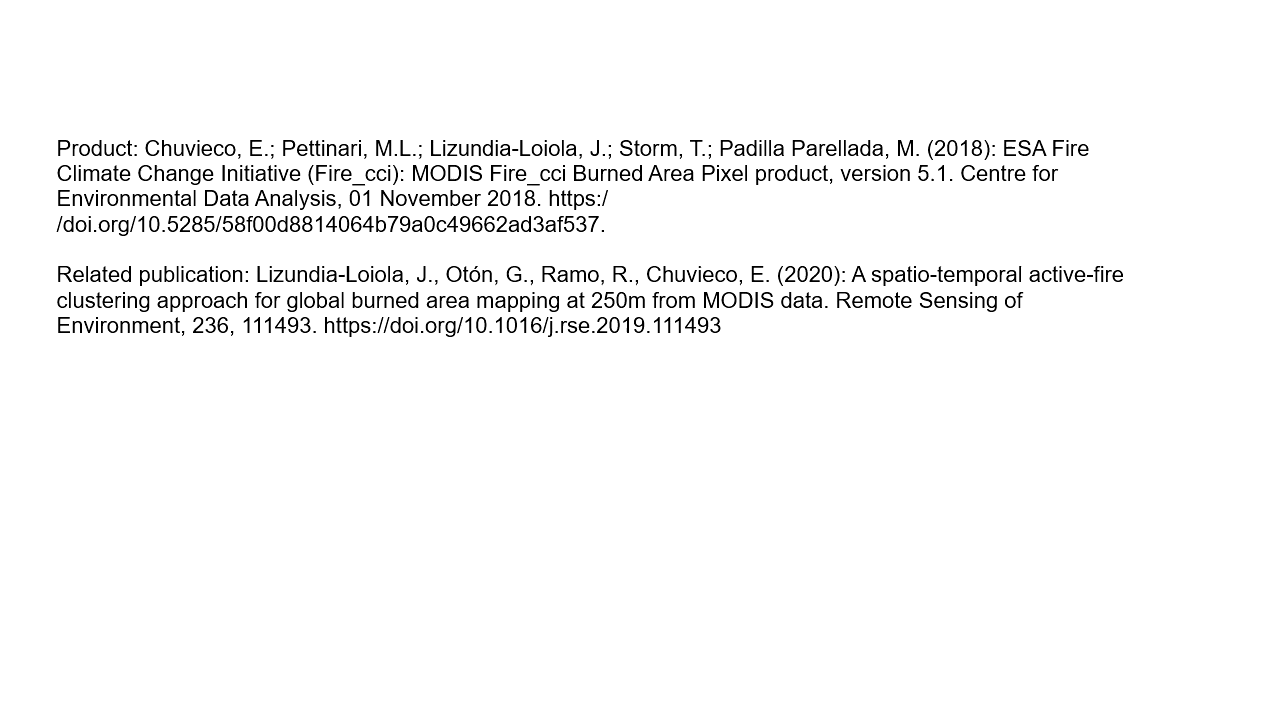 Product: Chuvieco, E.; Pettinari, M.L.; Lizundia-Loiola, J.; Storm, T.; Padilla Parellada, M. (2018): ESA Fire
Climate Change Initiative (Fire_cci): MODIS Fire_cci Burned Area Pixel product, version 5.1. Centre for
Environmental Data Analysis, 01 November 2018. https:/
/doi.org/10.5285/58f00d8814064b79a0c49662ad3af537.
Related publication: Lizundia-Loiola, J., Otón, G., Ramo, R., Chuvieco, E. (2020): A spatio-temporal active-fire
clustering approach for global burned area mapping at 250m from MODIS data. Remote Sensing of
Environment, 236, 111493. https://doi.org/10.1016/j.rse.2019.111493